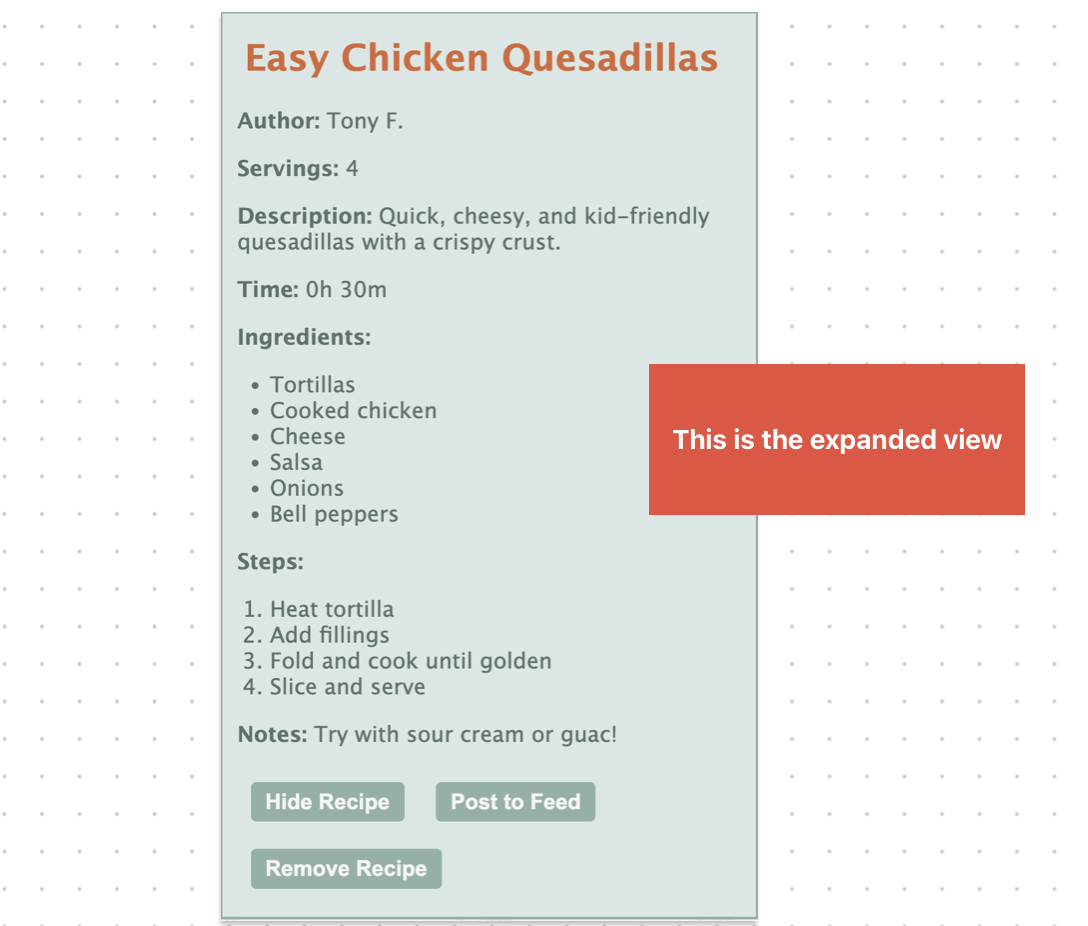 Easy Chicken Quesadillas
Author: Tony F.
Servings: 4
Description: Quick, cheesy, and kid-friendly
quesadillas with a crispy crust.
Time: 0h 30m
Ingredients:
• Tortillas
• Cooked chicken
• Cheese
• Salsa
• Onions
• Bell peppers
This is the expanded view
Steps:
1. Heat tortilla
2. Add fillings
3. Fold and cook until golden
4. Slice and serve
Notes: Try with sour cream or guac!
Hide Recipe
Post to Feed
Remove Recipe